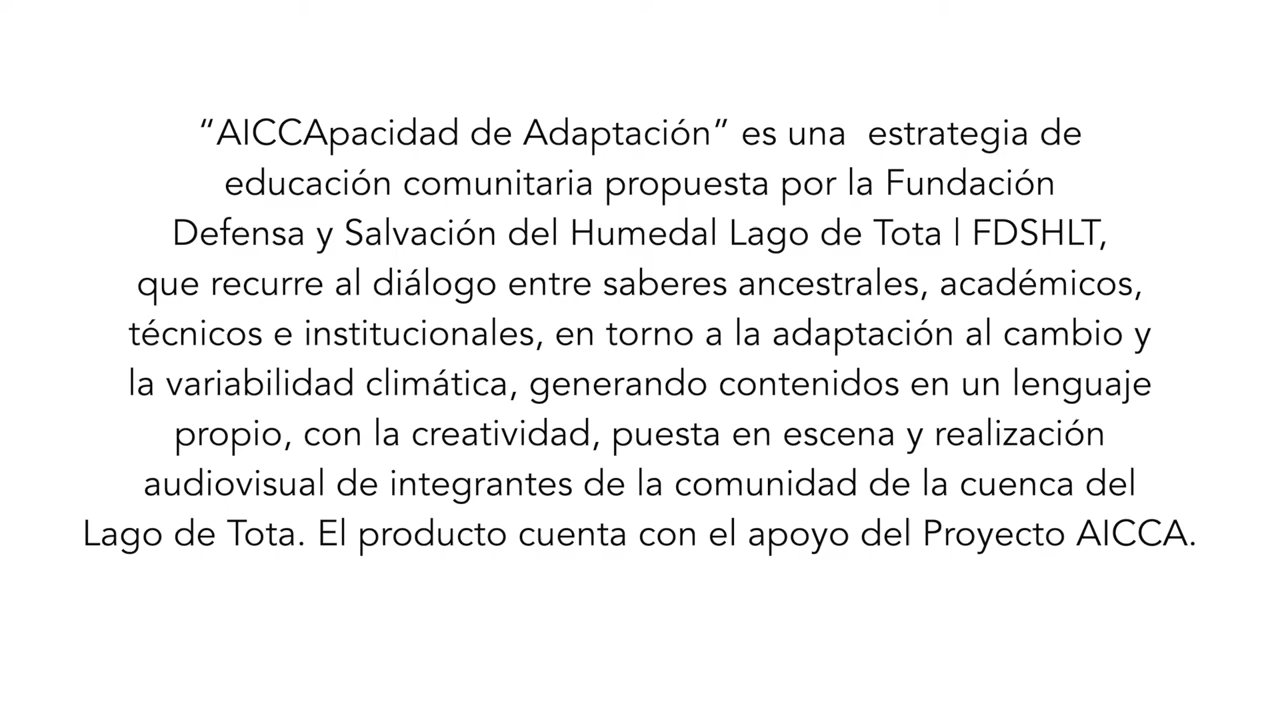 “AICCApacidad de Adaptación” es una  estrategia de
educación comunitaria propuesta por la Fundación
Defensa y Salvación del Humedal Lago de Tota | FDSHLT,
que recurre al diálogo entre saberes ancestrales, académicos,
técnicos e institucionales, en torno a la adaptación al cambio y
la variabilidad climática, generando contenidos en un lenguaje
propio, con la creatividad, puesta en escena y realización
audiovisual de integrantes de la comunidad de la cuenca del
Lago de Tota. El producto cuenta con el apoyo del Proyecto AICCA.